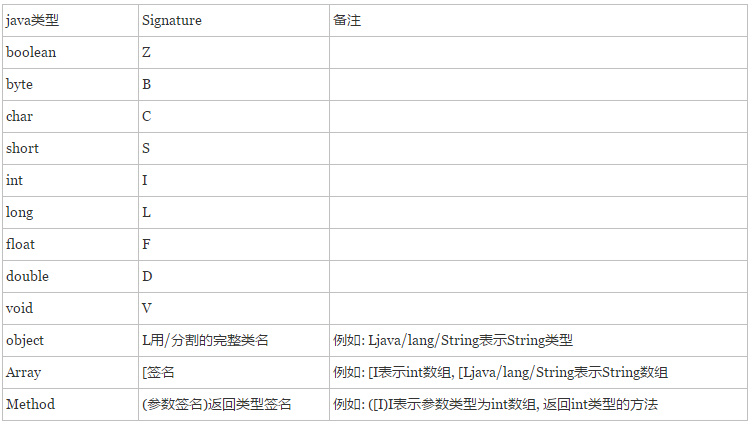 java类型 Signature 备注
boolean Z
byte B
char C
short S
int I
long L
float F
double D
void V
object L用/分割的完整类名 例如: Ljava/lang/String表示String类型
Array [签名 例如: [I表示int数组, [Ljava/lang/String表示String数组
Method (参数签名)返回类型签名 例如: ([I)I表示参数类型为int数组, 返回int类型的方法